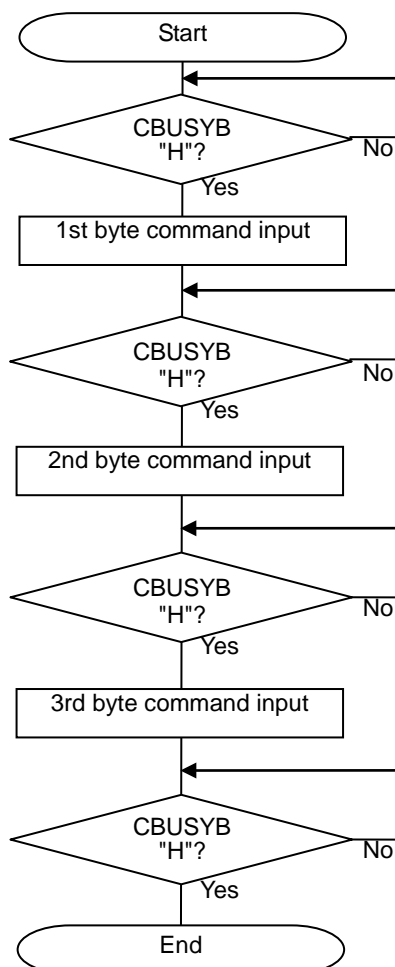 Start
CBUSYB
"H"?
No
Yes
1st byte command input
CBUSYB
"H"?
No
Yes
2nd byte command input
CBUSYB
"H"?
No
Yes
3rd byte command input
CBUSYB
"H"?
No
Yes
End